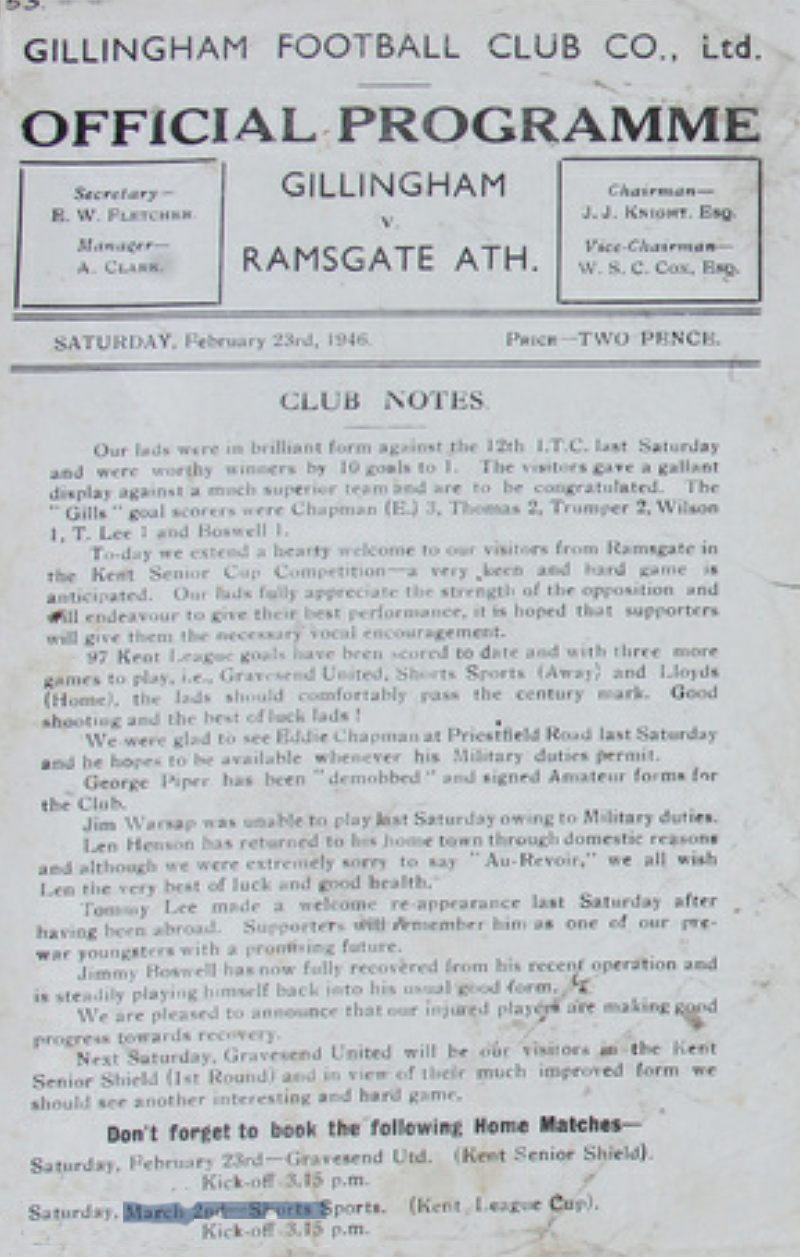 53.
GILLINGHAM FOOTBALL CLUB CO., Ltd.
OFFICIAL PROGRAMME
Secretary—
E. W. FLETCHER.
Manager—
A. CLARK.
GILLINGHAM
v.
RAMSGATE ATH.
Chairman—
J. J. KNIGHT, Esq.
Vice-Chairman—
W. S. C. COX, Esq.
SATURDAY, February 23rd, 1946. PRICE—TWO PENCE.
CLUB NOTES.
Our lads were in brilliant form against the 12th I.T.C. last Saturday
and were worthy winners by 10 goals to 1. The visitors gave a gallant
display against a much superior team and are to be congratulated. The
"Gills" goal scorers were Chapman (E.) 3, Thomas 2, Trumper 2, Wilson
1, T. Lee 1 and Boswell 1.
To-day we extend a hearty welcome to our visitors from Ramsgate in
the Kent Senior Cup Competition—a very keen and hard game is
anticipated. Our lads fully appreciate the strength of the opposition and
will endeavour to give their best performance, it is hoped that supporters
will give them the necessary vocal encouragement.
97 Kent League goals have been scored to date and with three more
games to play, i.e., Gravesend United, Shorts Sports (Away) and Lloyds
(Home), the lads should comfortably pass the century mark. Good
shooting and the best of luck lads!
We were glad to see Eddie Chapman at Priestfield Road last Saturday
and he hopes to be available whenever his Military duties permit.
George Piper has been "demobbed" and signed Amateur forms for
the Club.
Jim Warsap was unable to play last Saturday owing to Military duties.
Len Henson has returned to his home town through domestic reasons
and although we were extremely sorry to say "Au-Revoir," we all wish
Len the very best of luck and good health.
Tommy Lee made a welcome re-appearance last Saturday after
having been abroad. Supporters will remember him as one of our pre-
war youngsters with a promising future.
Jimmy Boswell has now fully recovered from his recent operation and
is steadily playing himself back into his usual good form.
We are pleased to announce that our injured players are making good
progress towards recovery.
Next Saturday, Gravesend United will be our visitors in the Kent
Senior Shield (1st Round) and in view of their much improved form we
should see another interesting and hard game.
Don't forget to book the following Home Matches—
Saturday, February 23rd—Gravesend Utd. (Kent Senior Shield).
Kick-off 3.15 p.m.
Saturday, March 2nd—Shorts Sports. (Kent League Cup).
Kick-off 3.15 p.m.